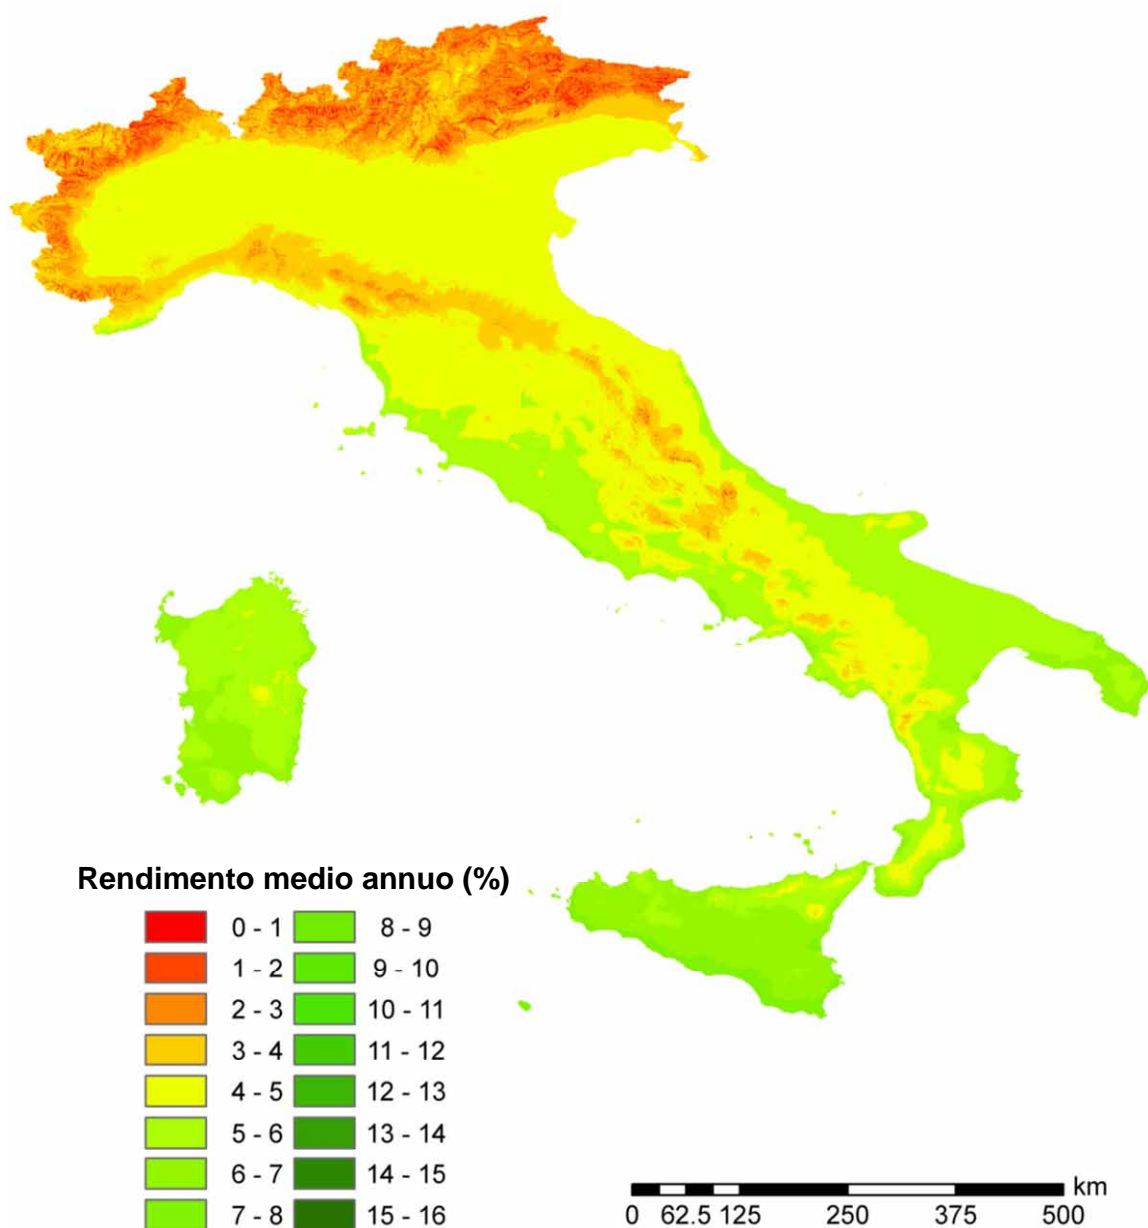 Rendimento medio annuo (%)
0 - 1 8 - 9
1 - 2 9 - 10
2 - 3 10 - 11
3 - 4 11 - 12
4 - 5 12 - 13
5 - 6 13 - 14
6 - 7 14 - 15
7 - 8 15 - 16
km
0 62.5 125 250 375 500